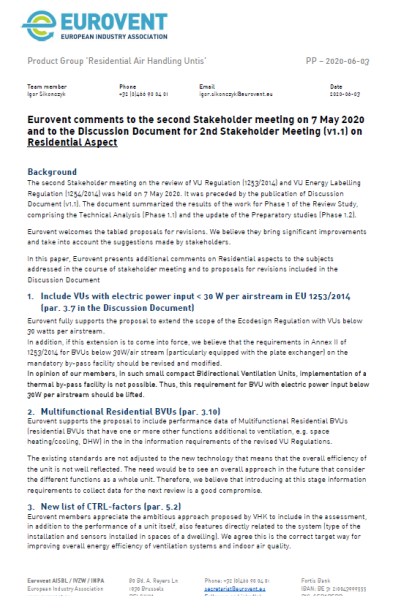 EUROVENT
EUROPEAN INDUSTRY ASSOCIATION
Product Group 'Residential Air Handling Untis'
PP – 2020-06-03
Team member Phone Email Date
Igor Sikonczyk +32 (0)466 90 04 01 igor.sikonczyk@eurovent.eu 2020-06-03
Eurovent comments to the second Stakeholder meeting on 7 May 2020
and to the Discussion Document for 2nd Stakeholder Meeting (v1.1) on
Residential Aspect
Background
The second Stakeholder meeting on the review of VU Regulation (1253/2014) and VU Energy Labelling
Regulation (1254/2014) was held on 7 May 2020. It was preceded by the publication of Discussion
Document (v1.1). The document summarized the results of the work for Phase 1 of the Review Study,
comprising the Technical Analysis (Phase 1.1) and the update of the Preparatory studies (Phase 1.2).
Eurovent welcomes the tabled proposals for revisions. We believe they bring significant improvements
and take into account the suggestions made by stakeholders.
In this paper, Eurovent presents additional comments on Residential aspects to the subjects
addressed in the course of stakeholder meeting and to proposals for revisions included in the
Discussion Document
1. Include VUs with electric power input < 30 W per airstream in EU 1253/2014
(par. 3.7 in the Discussion Document)
Eurovent fully supports the proposal to extend the scope of the Ecodesign Regulation with VUs below
30 watts per airstream.
In addition, if this extension is to come into force, we believe that the requirements in Annex II of
1253/2014 for BVUs below 30W/air stream (particularly equipped with the plate exchanger) on the
mandatory by-pass facility should be revised and modified.
In opinion of our members, in such small compact Bidirectional Ventilation Units, implementation of a
thermal by-pass facility is not possible. Thus, this requirement for BVU with electric power input below
30W per airstream should be lifted.
2. Multifunctional Residential BVUs (par. 3.10)
Eurovent supports the proposal to include performance data of Multifunctional Residential BVUs
(residential BVUs that have one or more other functions additional to ventilation, e.g. space
heating/cooling, DHW) in the in the information requirements of the revised VU Regulations.
The existing standards are not adjusted to the new technology that means that the overall efficiency of
the unit is not well reflected. The need would be to see an overall approach in the future that consider
the different functions as a whole unit. Therefore, we believe that introducing at this stage information
requirements to collect data for the next review is a good compromise.
3. New list of CTRL-factors (par. 5.2)
Eurovent members appreciate the ambitious approach proposed by VHK to include in the assessment,
in addition to the performance of a unit itself, also features directly related to the system (type of the
installation and sensors installed in spaces of a dwelling). We agree this is the correct target way for
improving overall energy efficiency of ventilation systems and indoor air quality.
Eurovent AISBL / IVZW / INPA 80 Bd. A. Reyers Ln Phone: +32 (0)466 90 04 01 Fortis Bank
European Industry Association 1030 Brussels secretariat@eurovent.eu